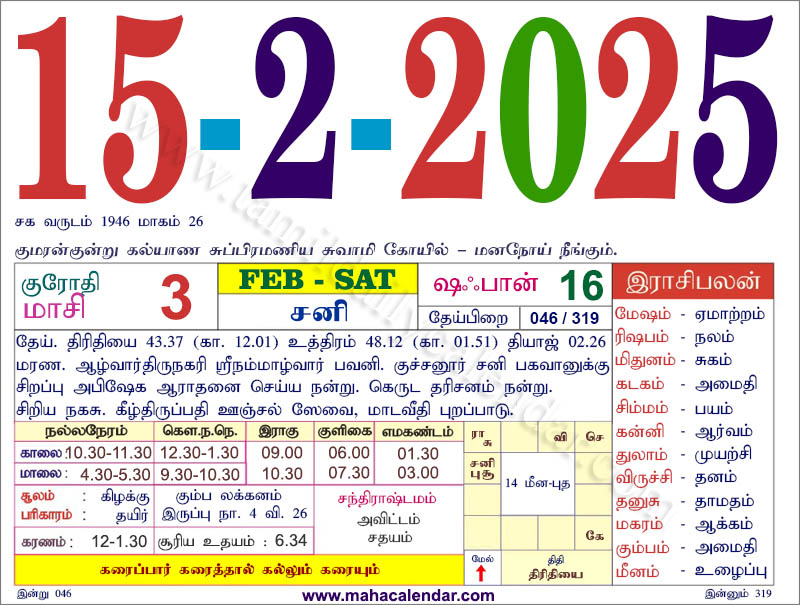 15-2-2025
சக வருடம் 1946 மாகம் 26
குமரன்குன்று கல்யாண சுப்பிரமணிய சுவாமி கோயில் – மனநோய் நீங்கும்.
குரோதி
மாசி 3
FEB - SAT
சனி
ஷஃபான் 16
தேய்பிறை 046 / 319
இராசிபலன்
மேஷம் - ஏமாற்றம்
ரிஷபம் - நலம்
மிதுனம் - சுகம்
கடகம் - அமைதி
சிம்மம் - பயம்
கன்னி - ஆர்வம்
துலாம் - முயற்சி
விருச்சி - தனம்
தனுசு - தாமதம்
மகரம் - ஆக்கம்
கும்பம் - அமைதி
மீனம் - உழைப்பு
தேய். திரிதியை 43.37 (கா. 12.01) உத்திரம் 48.12 (கா. 01.51) தியாஜ் 02.26
மரண. ஆழ்வார்திருநகரி ஸ்ரீநம்மாழ்வார் பவனி. குச்சனூர் சனி பகவானுக்கு
சிறப்பு அபிஷேக ஆராதனை செய்ய நன்று. கெருட தரிசனம் நன்று.
சிறிய நகசு. கீழ்திருப்பதி ஊஞ்சல் ஸேவை, மாடவீதி புறப்பாடு.
நல்லநேரம் கௌ.ந.நெ. இராகு குளிகை எமகண்டம்
காலை: 10.30-11.30 12.30-1.30 09.00 06.00 01.30
மாலை: 4.30-5.30 9.30-10.30 10.30 07.30 03.00
சூலம் : கிழக்கு
பரிகாரம் : தயிர்
கும்ப லக்கனம்
இருப்பு நா. 4 வி. 26
சந்திராஷ்டமம்
அவிட்டம்
சதயம்
கரணம் : 12-1.30 சூரிய உதயம் : 6.34
ரா
சு
வி
செ
சனி
பு சூ
14 மீன-புத
கே
கரைப்பார் கரைத்தால் கல்லும் கரையும்
மேல்
திதி
திரிதியை
இன்று 046
www.mahacalendar.com
இன்னும் 319
www.tamildailycalendar.com